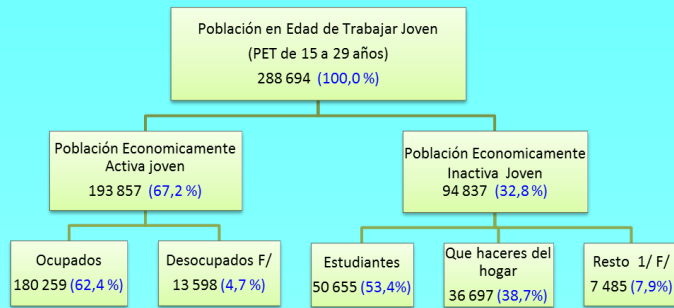 Población en Edad de Trabajar Joven
(PET de 15 a 29 años)
288 694 (100,0 %)
Población Economicamente
Activa joven
193 857 (67,2 %)
Población Economicamente
Inactiva Joven
94 837 (32,8 %)
Ocupados
180 259 (62,4 %)
Desocupados F/
13 598 (4,7 %)
Estudiantes
50 655 (53,4%)
Que haceres del
hogar
36 697 (38,7%)
Resto 1/ F/
7 485 (7,9%)